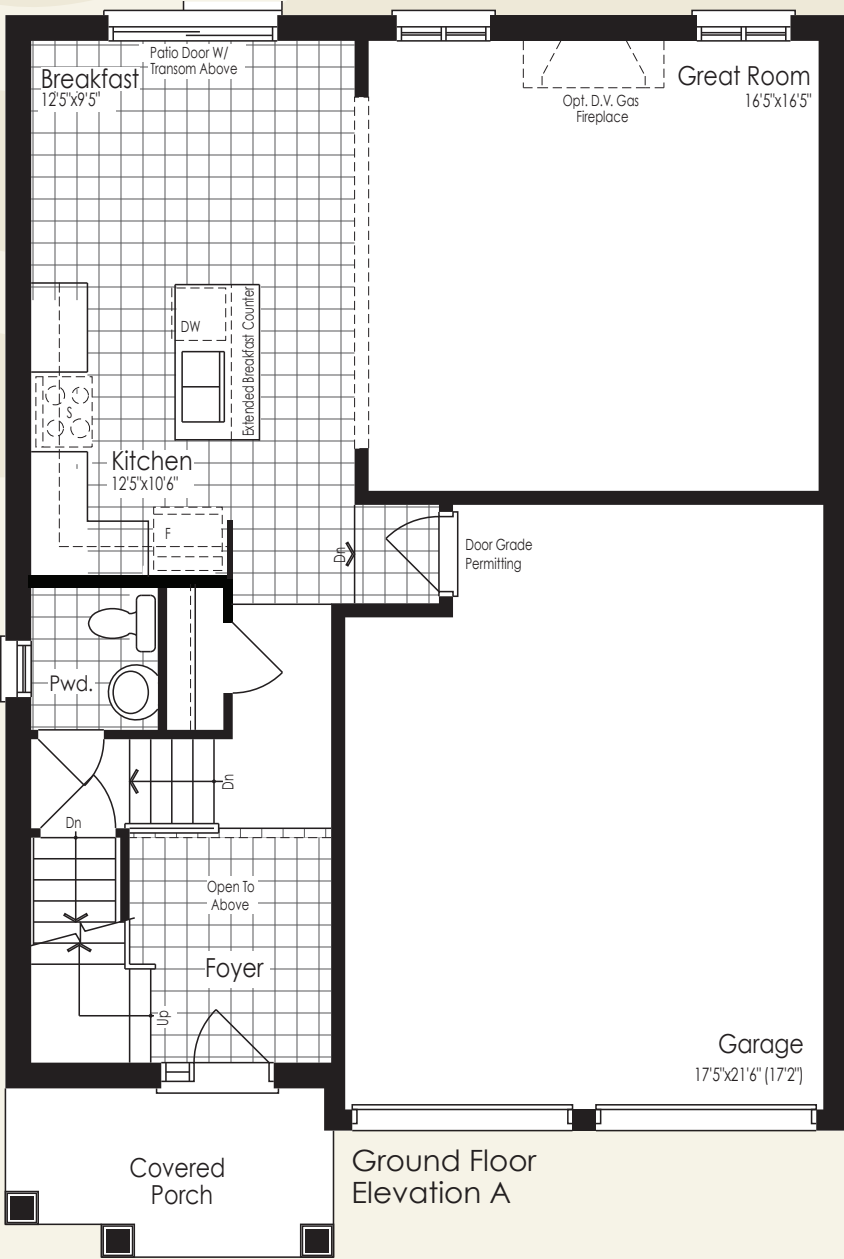 Patio Door W/
Transom Above
Breakfast
12'5"x9'5"
Great Room
16'5"x16'5"
Opt. D.V. Gas
Fireplace
DW
Extended Breakfast Counter
S
Kitchen
12'5"x10'6"
F
Dn
Door Grade
Permitting
Pwd.
Dn
Dn
Open To
Above
Foyer
Up
Garage
17'5"x21'6" (17'2")
Covered
Porch
Ground Floor
Elevation A